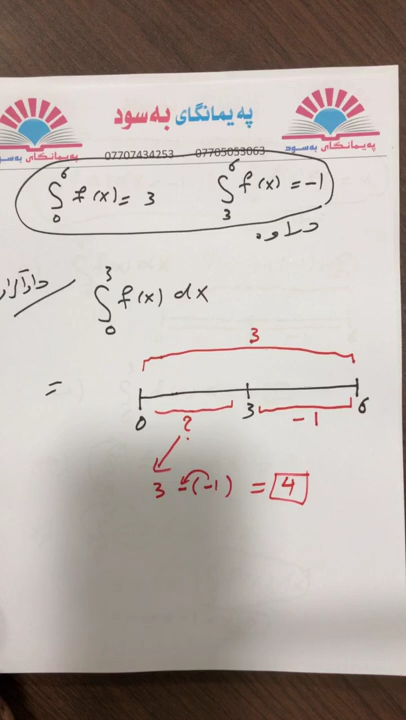 پەیمانگای بەسود
پەیمانگای بەسود 07707434253 07705053063 پەیمانگای بەسود
∫₀⁶ f(x) = 3 ∫₃⁶ f(x) = -1
دراوە
∫₀³ f(x) dx
3
=
0 3 6
? -1
3 - (-1) = 4